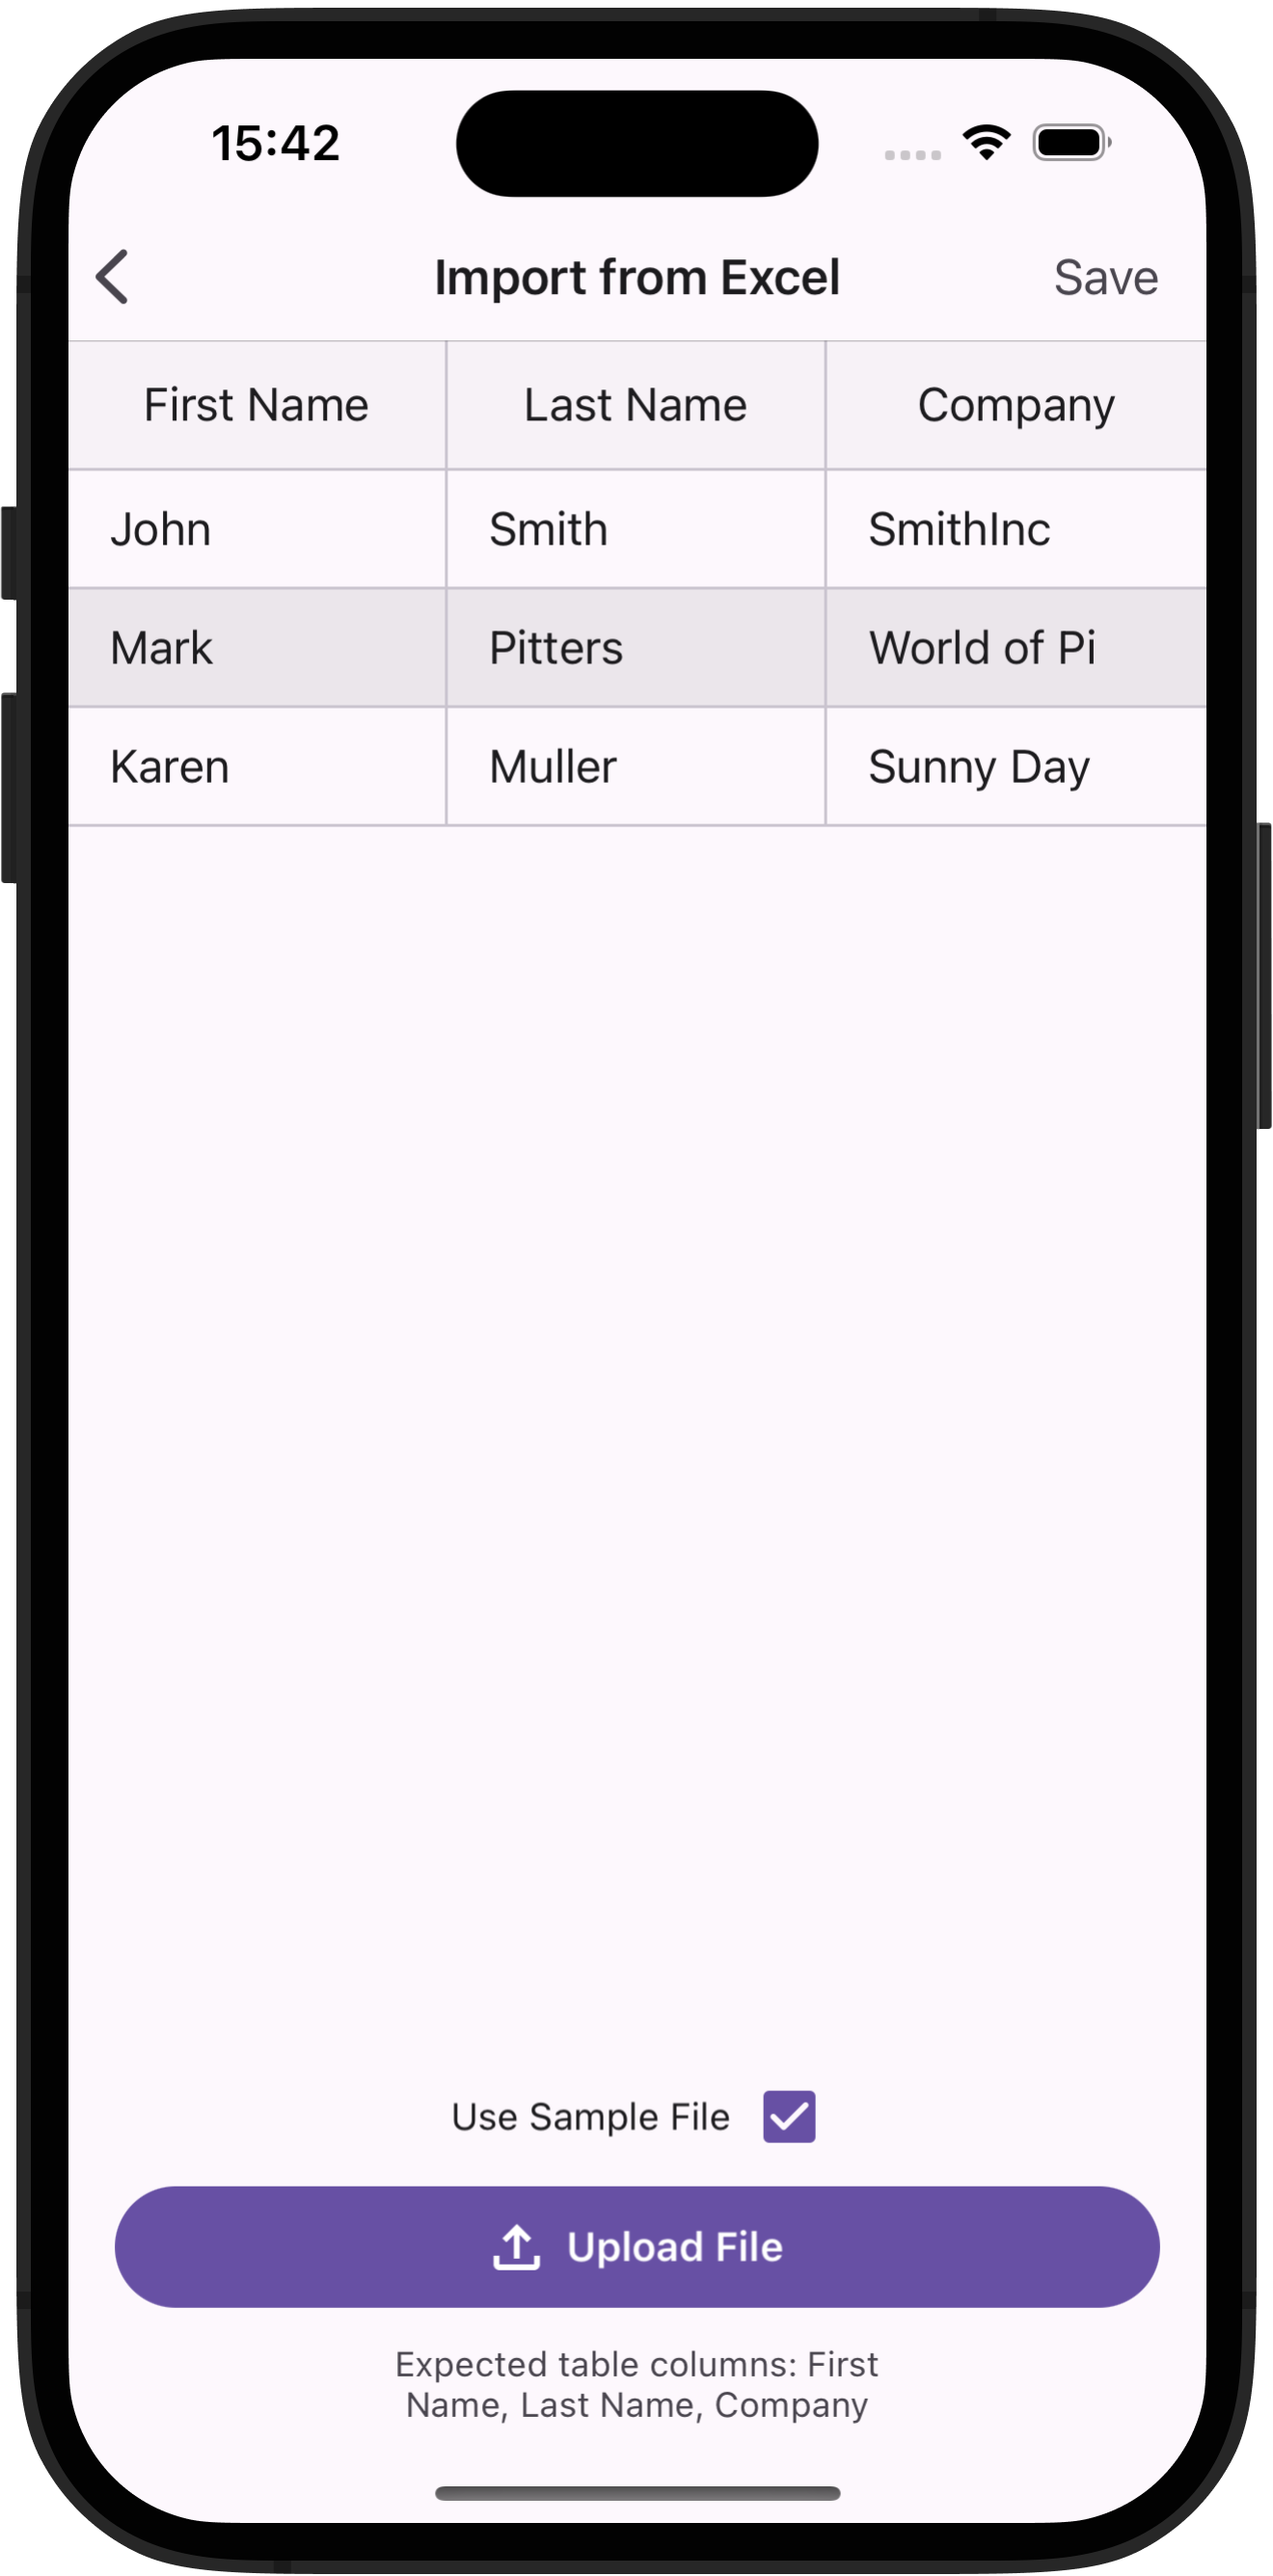 15:42
Import from Excel Save
First Name Last Name Company
John Smith SmithInc
Mark Pitters World of Pi
Karen Muller Sunny Day
Use Sample File
Upload File
Expected table columns: First
Name, Last Name, Company